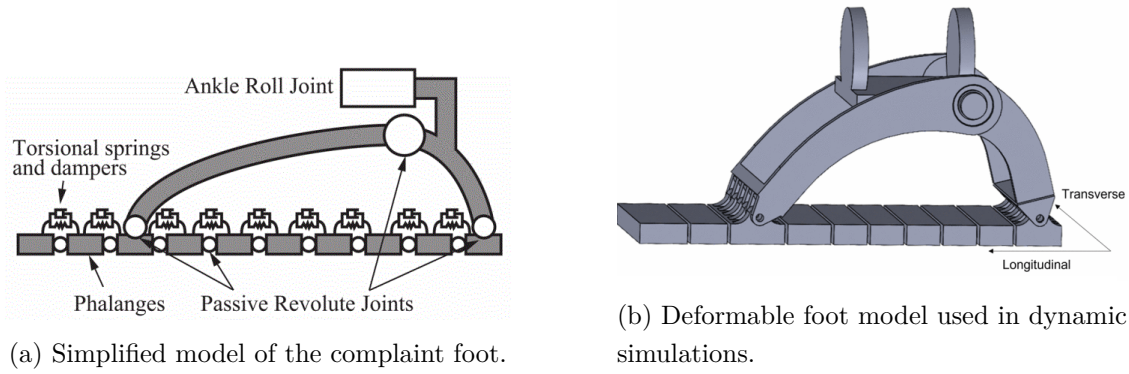 Ankle Roll Joint
Torsional springs
and dampers
Phalanges
Passive Revolute Joints
(a) Simplified model of the complaint foot.
Transverse
Longitudinal
(b) Deformable foot model used in dynamic
simulations.